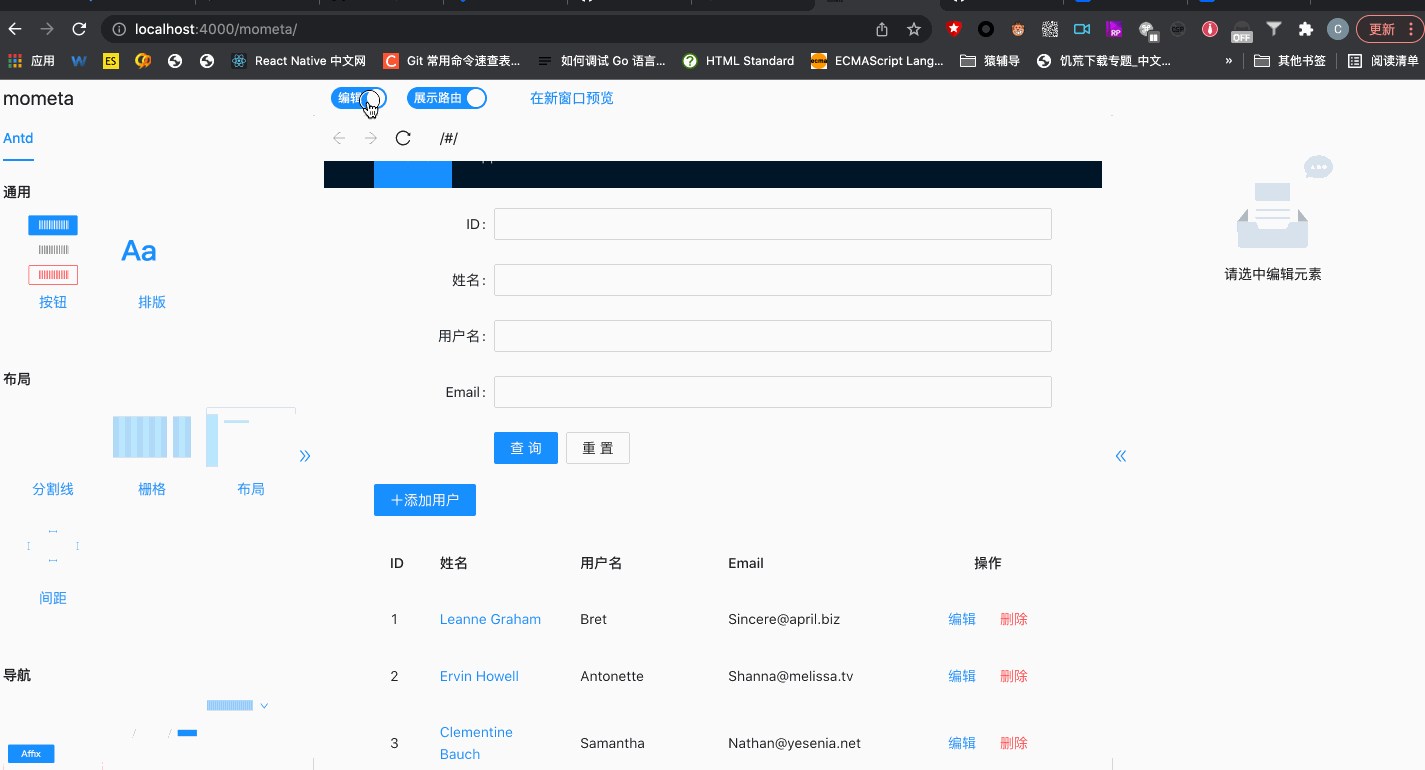 localhost:4000/mometa/
RP
CSP
OFF
C
更新
应用
W
ES
React Native 中文网
C
Git 常用命令速查表...
如何调试 Go 语言...
HTML Standard
ecma
ECMAScript Lang...
猿辅导
饥荒下载专题_中文...
»
其他书签
阅读清单
mometa
编辑
展示路由
在新窗口预览
Antd
/#/
通用
Aa
按钮
排版
布局
分割线
栅格
布局
间距
导航
Affix
ID:
姓名:
用户名:
Email:
查 询
重 置
+添加用户
ID 姓名 用户名 Email 操作
1 Leanne Graham Bret Sincere@april.biz 编辑 删除
2 Ervin Howell Antonette Shanna@melissa.tv 编辑 删除
3 Clementine Bauch Samantha Nathan@yesenia.net 编辑 删除
请选中编辑元素